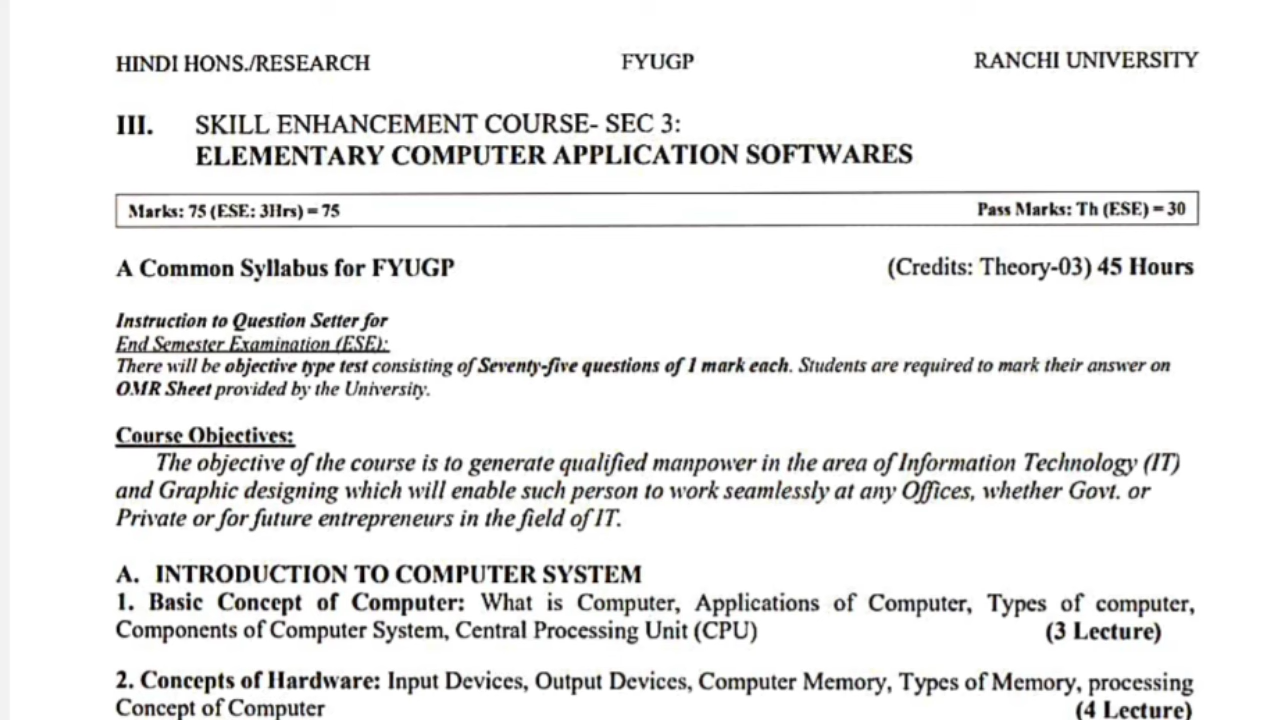 HINDI HONS./RESEARCH FYUGP RANCHI UNIVERSITY
III. SKILL ENHANCEMENT COURSE- SEC 3:
ELEMENTARY COMPUTER APPLICATION SOFTWARES
Marks: 75 (ESE: 3Hrs) = 75 Pass Marks: Th (ESE) = 30
A Common Syllabus for FYUGP (Credits: Theory-03) 45 Hours
Instruction to Question Setter for
End Semester Examination (ESE):
There will be objective type test consisting of Seventy-five questions of 1 mark each. Students are required to mark their answer on
OMR Sheet provided by the University.
Course Objectives:
The objective of the course is to generate qualified manpower in the area of Information Technology (IT)
and Graphic designing which will enable such person to work seamlessly at any Offices, whether Govt. or
Private or for future entrepreneurs in the field of IT.
A. INTRODUCTION TO COMPUTER SYSTEM
1. Basic Concept of Computer: What is Computer, Applications of Computer, Types of computer,
Components of Computer System, Central Processing Unit (CPU) (3 Lecture)
2. Concepts of Hardware: Input Devices, Output Devices, Computer Memory, Types of Memory, processing
Concept of Computer (4 Lecture)